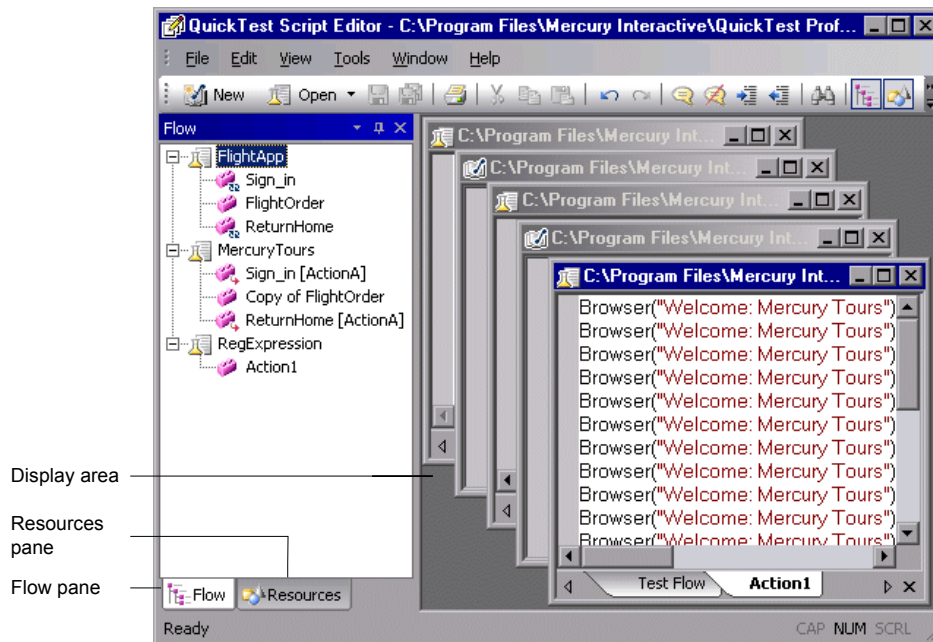 QuickTest Script Editor - C:\Program Files\Mercury Interactive\QuickTest Prof...
File Edit View Tools Window Help
New Open
Flow
FlightApp
Sign_in
FlightOrder
ReturnHome
MercuryTours
Sign_in [ActionA]
Copy of FlightOrder
ReturnHome [ActionA]
RegExpression
Action1
C:\Program Files\Mercury Int...
C:\Program Files\Mercury Int...
C:\Program Files\Mercury Int...
C:\Program Files\Mercury Int...
C:\Program Files\Mercury Int...
Browser("Welcome: Mercury Tours")
Browser("Welcome: Mercury Tours")
Browser("Welcome: Mercury Tours")
Browser("Welcome: Mercury Tours")
Browser("Welcome: Mercury Tours")
Browser("Welcome: Mercury Tours")
Browser("Welcome: Mercury Tours")
Browser("Welcome: Mercury Tours")
Browser("Welcome: Mercury Tours")
Browser("Welcome: Mercury Tours")
Browser("Welcome: Mercury Tours")
Test Flow Action1
Display area
Resources
pane
Flow pane
Flow Resources
Ready
CAP NUM SCRL